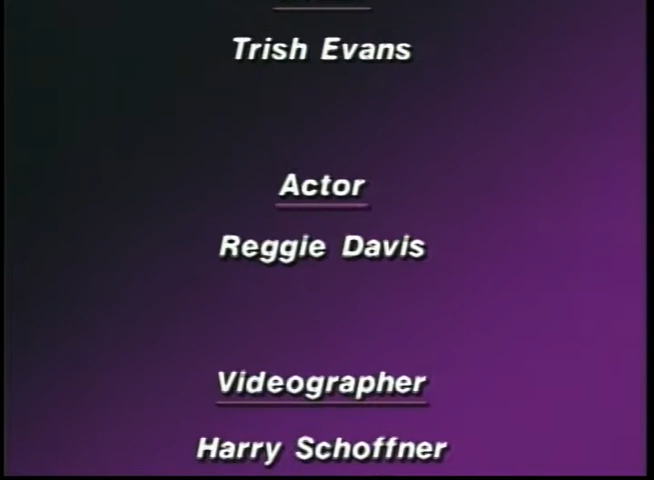 Trish Evans
Actor
Reggie Davis
Videographer
Harry Schoffner